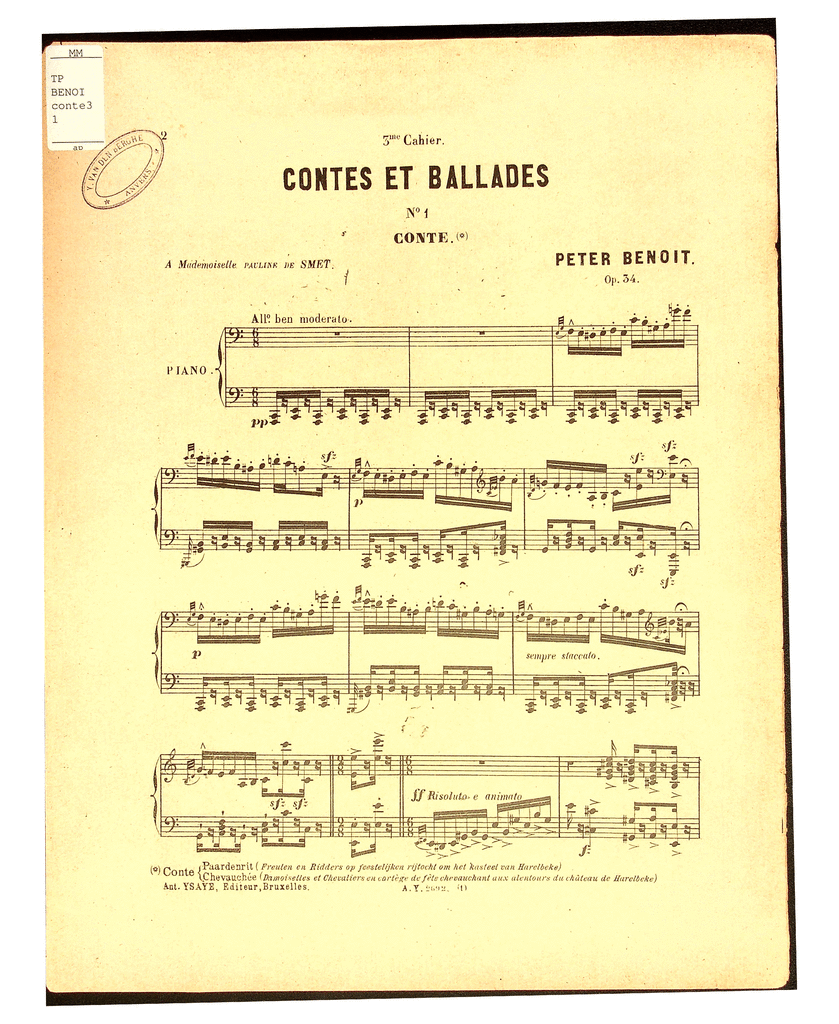 MM
TP
BENOI
conte3
1
2
Y. VAN DEN BERGHE
* ANVERS. *
3me Cahier.
CONTES ET BALLADES
Nº 1
CONTE. (*)
A Mademoiselle PAULINE DE SMET.
PETER BENOIT.
Op. 34.
Allº. ben moderato.
PIANO.
pp
sf:
p
sf: sf:
sf:
sf:
p
sempre staccato.
sf: sf:
ff Risoluto e animato
f:
(*) Conte { Paardenrit (Freuten en Ridders op feestelijken rijtocht om het kasteel van Harelbeke)
Chevauchée (Damoiselles et Chevaliers en cortège de fête chevauchant aux alentours du château de Harelbeke)
Ant. YSAŸE, Editeur, Bruxelles. A.Y. 2692. (1)